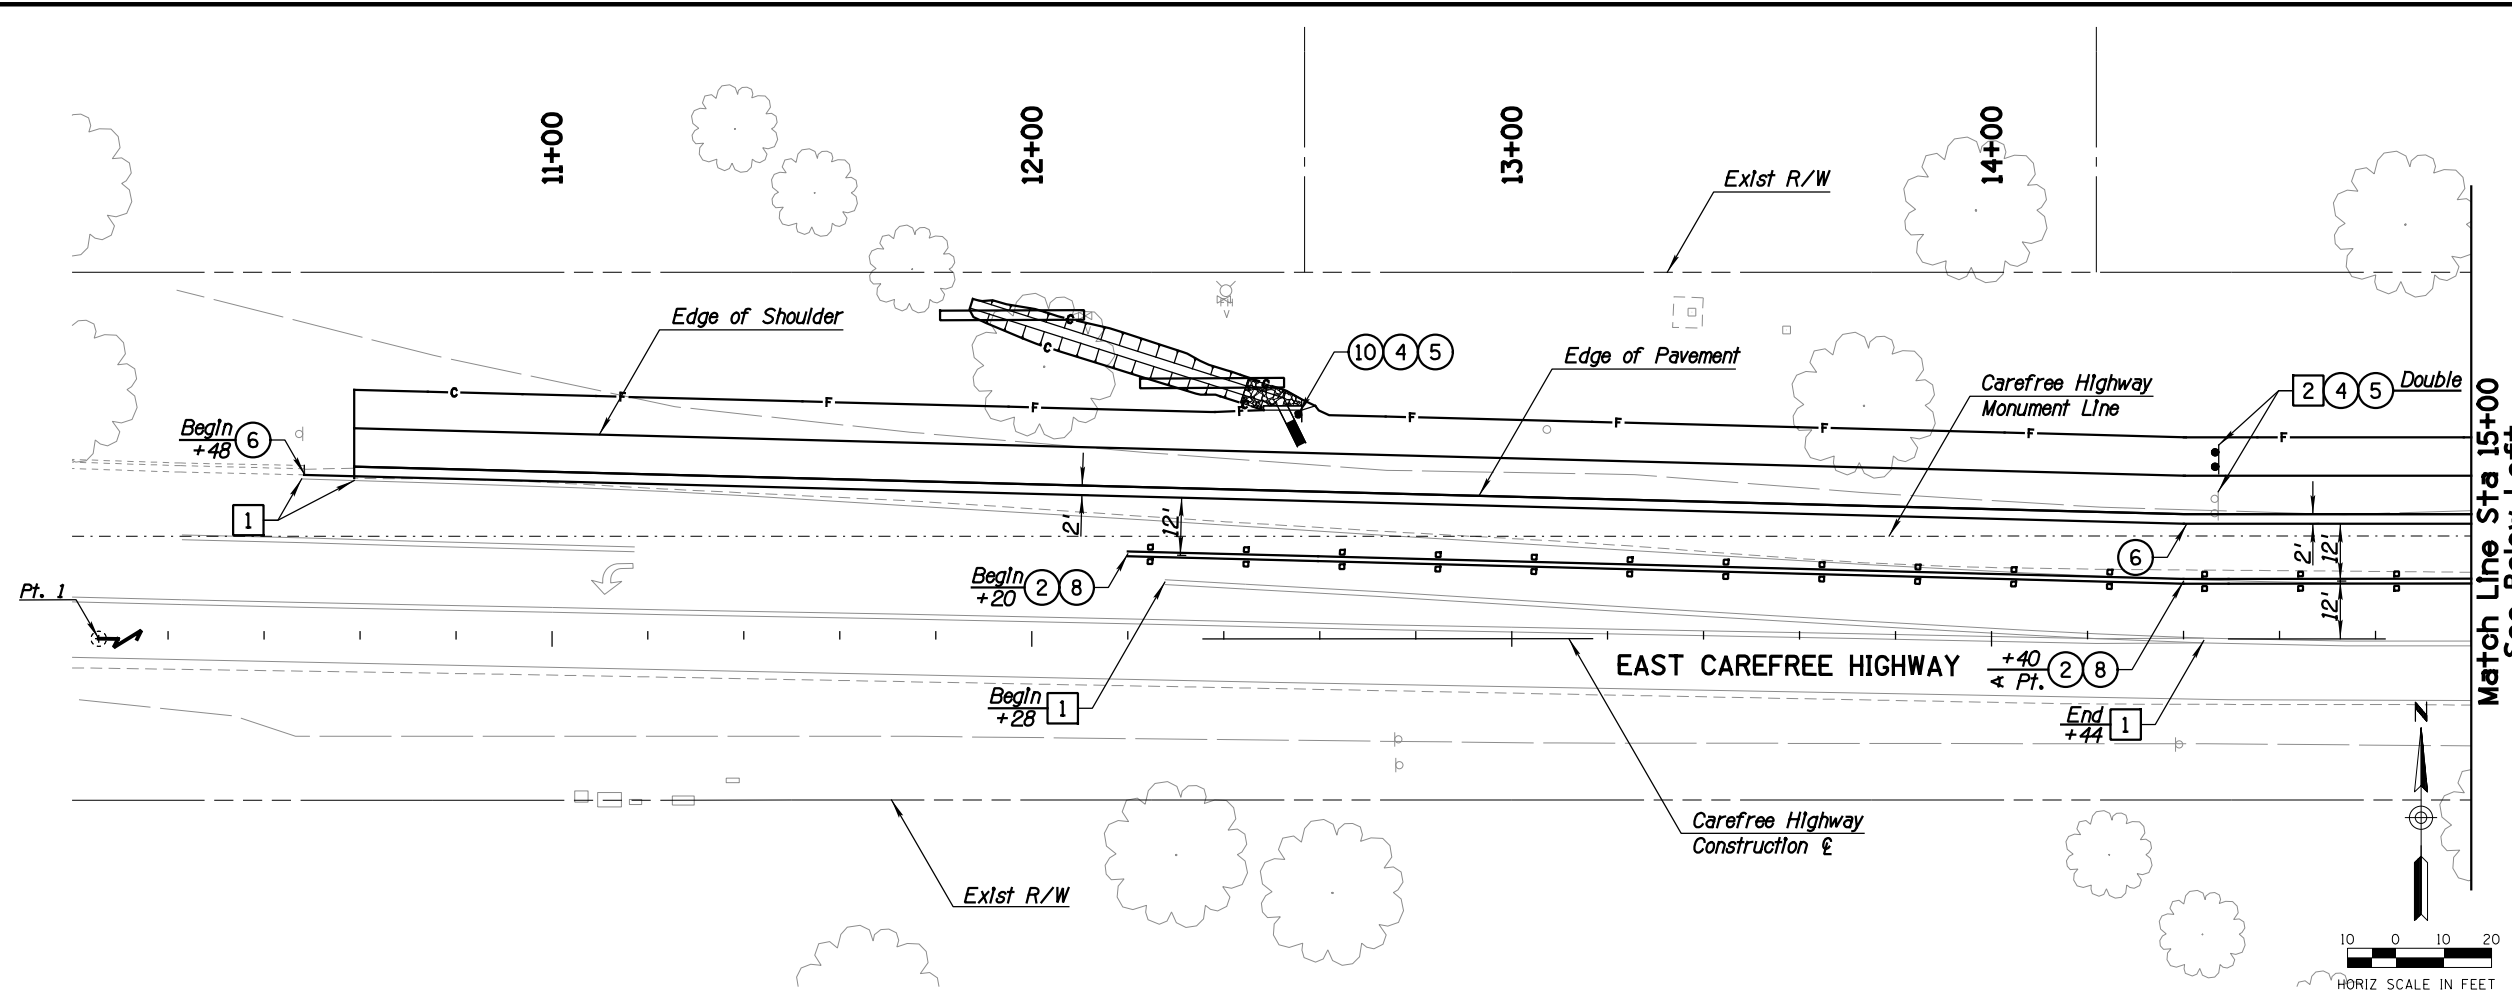 11+00
12+00
13+00
14+00
Exist R/W
Edge of Shoulder
10 4 5
Edge of Pavement
Carefree Highway
Monument Line
2 4 5 Double
C
C
C
C
F
F
F
F
F
F
F
F
F
FH
V
V
Begin 6
+48
1
2'
12'
6
2'
12'
12'
Match Line Sta 15+00
Begin 2 8
+20
Pt. 1
EAST CAREFREE HIGHWAY
+40 2 8
∢ Pt.
Begin 1
+28
End 1
+44
N
Carefree Highway
Construction ℄
Exist R/W
10 0 10 20
HORIZ SCALE IN FEET